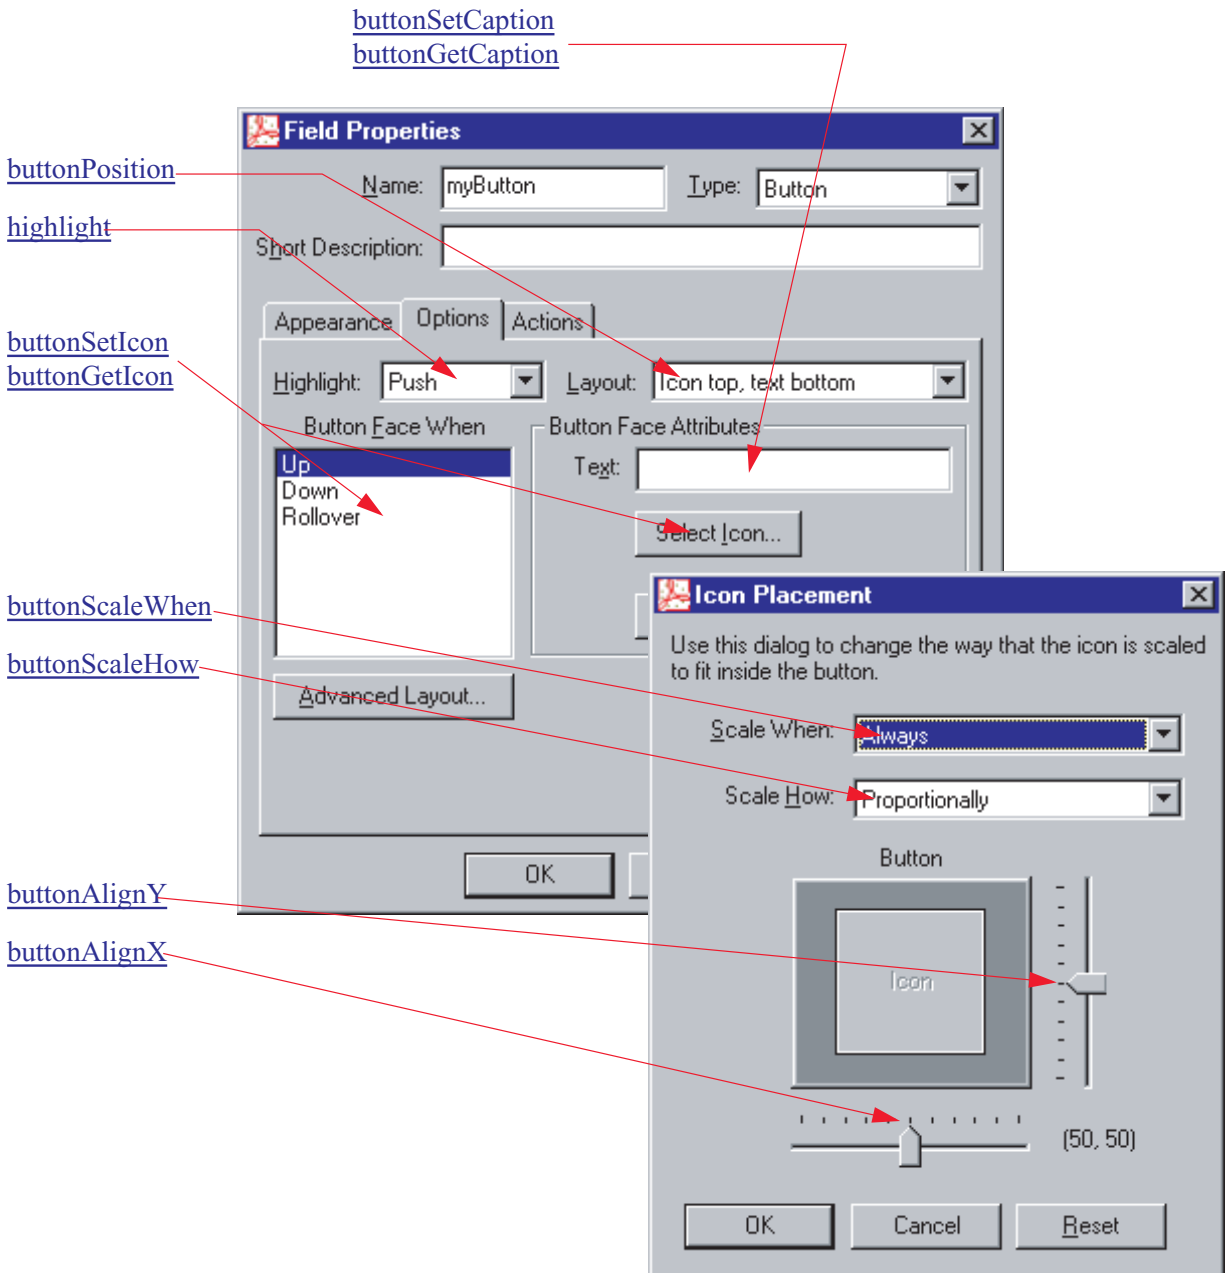 buttonSetCaption
buttonGetCaption
Field Properties
buttonPosition
Name: myButton Type: Button
highlight
Short Description:
Appearance Options Actions
buttonSetIcon
buttonGetIcon
Highlight: Push Layout: Icon top, text bottom
Button Face When Button Face Attributes
Up
Text:
Down
Rollover
Select Icon...
buttonScaleWhen
Icon Placement
Use this dialog to change the way that the icon is scaled
to fit inside the button.
buttonScaleHow
Advanced Layout...
Scale When: Always
Scale How: Proportionally
Button
OK
buttonAlignY
buttonAlignX
Icon
(50, 50)
OK Cancel Reset